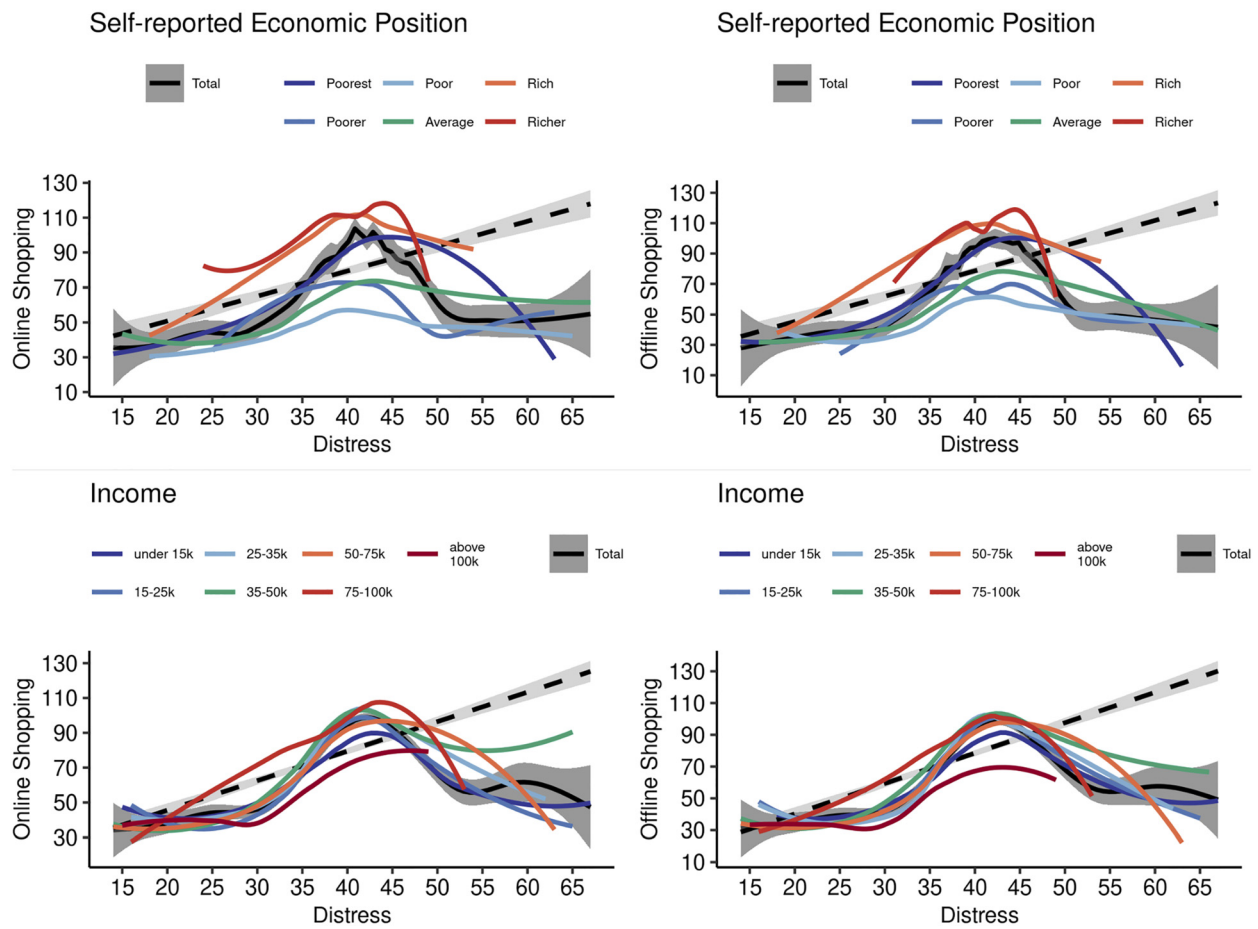 Self-reported Economic Position
Total Poorest Poor Rich
Poorer Average Richer
130
110
90
70
50
30
10
Online Shopping
15 20 25 30 35 40 45 50 55 60 65
Distress
Self-reported Economic Position
Total Poorest Poor Rich
Poorer Average Richer
130
110
90
70
50
30
10
Offline Shopping
15 20 25 30 35 40 45 50 55 60 65
Distress
Income
under 15k 25-35k 50-75k above
100k Total
15-25k 35-50k 75-100k
130
110
90
70
50
30
Online Shopping
15 20 25 30 35 40 45 50 55 60 65
Distress
Income
under 15k 25-35k 50-75k above
100k Total
15-25k 35-50k 75-100k
130
110
90
70
50
30
10
Offline Shopping
15 20 25 30 35 40 45 50 55 60 65
Distress